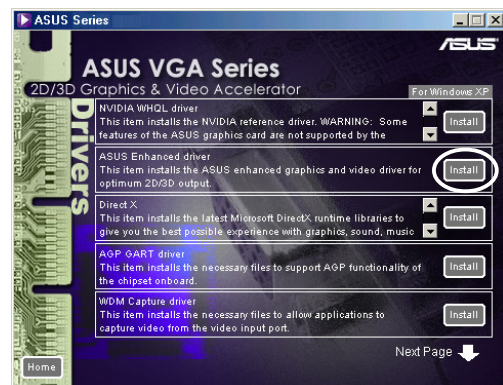 ASUS Series
ASUS
ASUS VGA Series
2D/3D Graphics & Video Accelerator
For Windows XP
Drivers
NVIDIA WHQL driver
This item installs the NVIDIA reference driver. WARNING: Some
features of the ASUS graphics card are not supported by the
Install
ASUS Enhanced driver
This item installs the ASUS enhanced graphics and video driver for
optimum 2D/3D output.
Install
Direct X
This item installs the latest Microsoft DirectX runtime libraries to
give you the best possible experience with graphics, sound, music
Install
AGP GART driver
This item installs the necessary files to support AGP functionality of
the chipset onboard.
Install
WDM Capture driver
This item installs the necessary files to allow applications to
capture video from the video input port.
Install
Next Page
Home